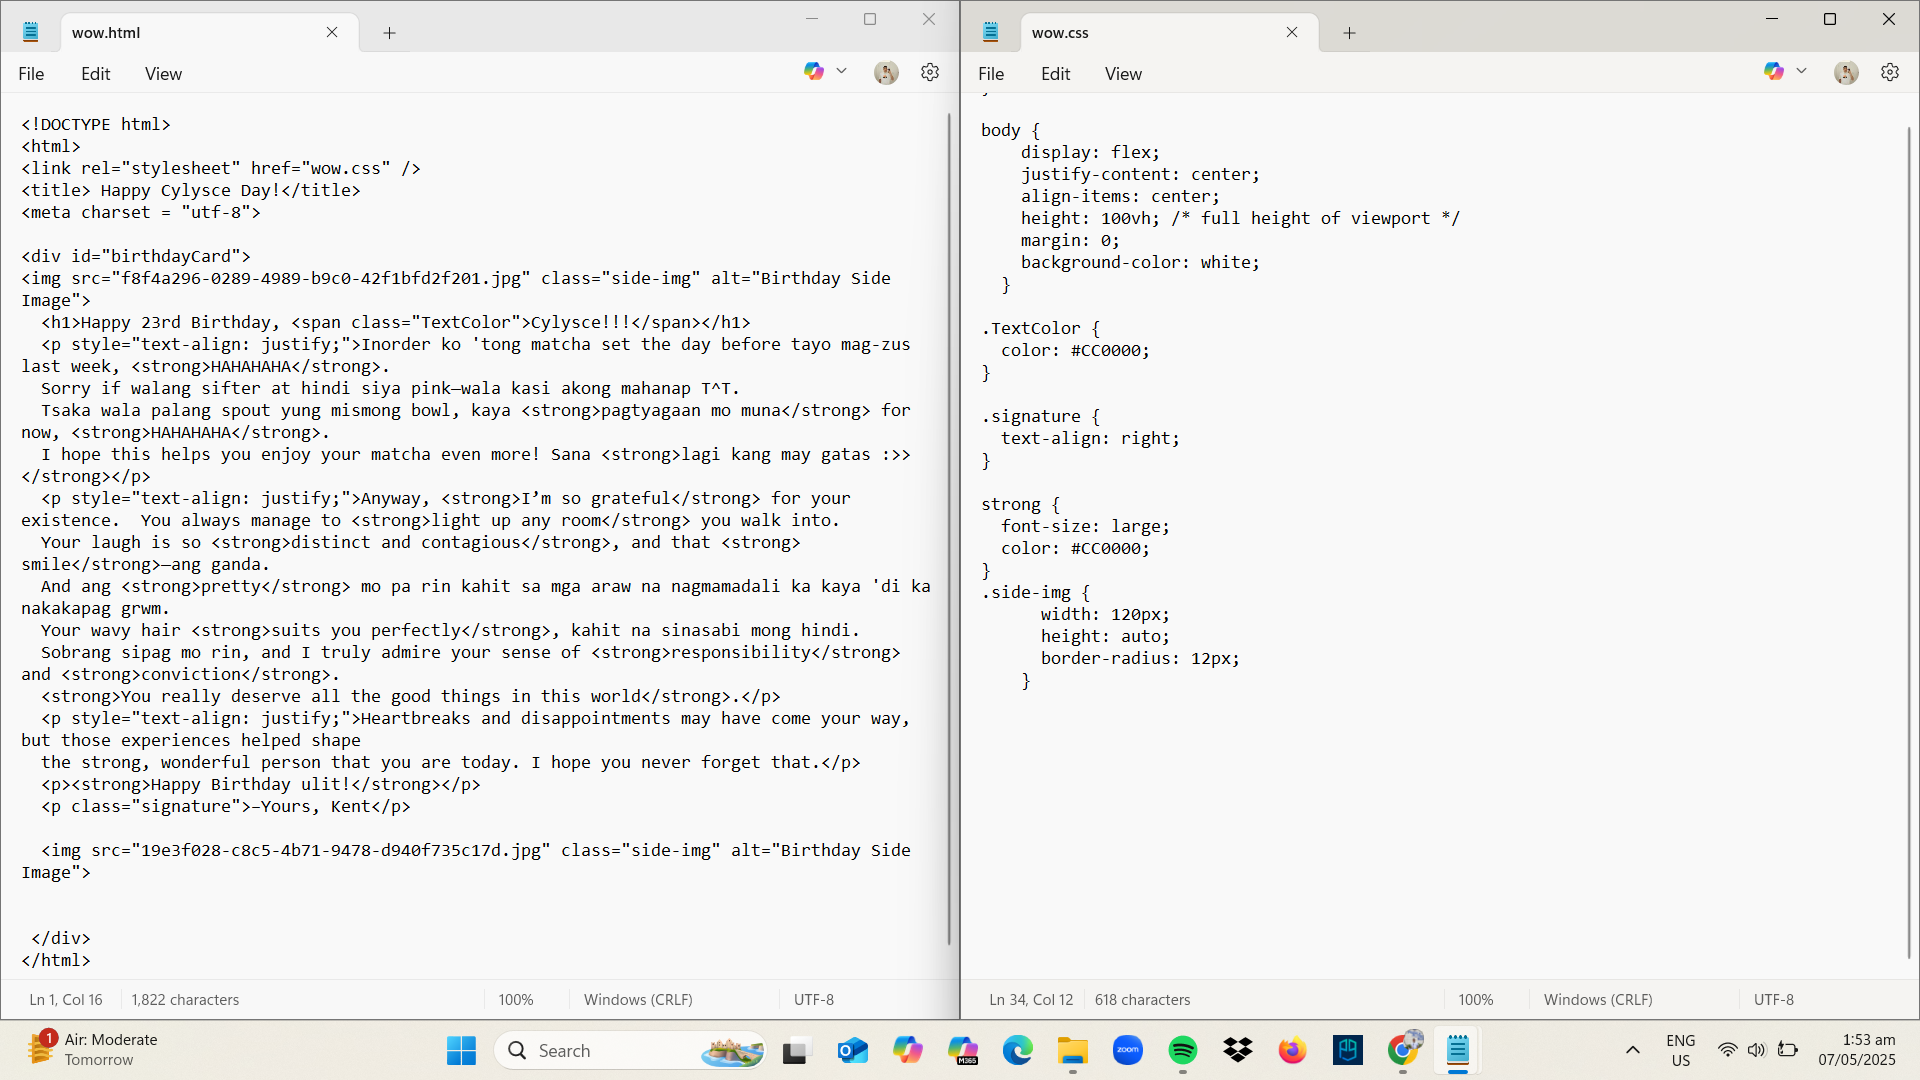 wow.html
File Edit View
<!DOCTYPE html>
<html>
<link rel="stylesheet" href="wow.css" />
<title> Happy Cylysce Day!</title>
<meta charset = "utf-8">
<div id="birthdayCard">
<img src="f8f4a296-0289-4989-b9c0-42f1bfd2f201.jpg" class="side-img" alt="Birthday Side
Image">
<h1>Happy 23rd Birthday, <span class="TextColor">Cylysce!!!</span></h1>
<p style="text-align: justify;">Inorder ko 'tong matcha set the day before tayo mag-zus
last week, <strong>HAHAHAHA</strong>.
Sorry if walang sifter at hindi siya pink—wala kasi akong mahanap T^T.
Tsaka wala palang spout yung mismong bowl, kaya <strong>pagtyagaan mo muna</strong> for
now, <strong>HAHAHAHA</strong>.
I hope this helps you enjoy your matcha even more! Sana <strong>lagi kang may gatas :>>
</strong></p>
<p style="text-align: justify;">Anyway, <strong>I’m so grateful</strong> for your
existence.  You always manage to <strong>light up any room</strong> you walk into.
Your laugh is so <strong>distinct and contagious</strong>, and that <strong>
smile</strong>—ang ganda.
And ang <strong>pretty</strong> mo pa rin kahit sa mga araw na nagmamadali ka kaya 'di ka
nakakapag grwm.
Your wavy hair <strong>suits you perfectly</strong>, kahit na sinasabi mong hindi.
Sobrang sipag mo rin, and I truly admire your sense of <strong>responsibility</strong>
and <strong>conviction</strong>.
<strong>You really deserve all the good things in this world</strong>.</p>
<p style="text-align: justify;">Heartbreaks and disappointments may have come your way,
but those experiences helped shape
the strong, wonderful person that you are today. I hope you never forget that.</p>
<p><strong>Happy Birthday ulit!</strong></p>
<p class="signature">—Yours, Kent</p>
<img src="19e3f028-c8c5-4b71-9478-d940f735c17d.jpg" class="side-img" alt="Birthday Side
Image">
</div>
</html>
Ln 1, Col 16 1,822 characters 100% Windows (CRLF) UTF-8
wow.css
File Edit View
}
body {
display: flex;
justify-content: center;
align-items: center;
height: 100vh; /* full height of viewport */
margin: 0;
background-color: white;
}
.TextColor {
color: #CC0000;
}
.signature {
text-align: right;
}
strong {
font-size: large;
color: #CC0000;
}
.side-img {
width: 120px;
height: auto;
border-radius: 12px;
}
Ln 34, Col 12 618 characters 100% Windows (CRLF) UTF-8
1
Air: Moderate
Tomorrow
Search
M365
zoom
ENG
US
1:53 am
07/05/2025